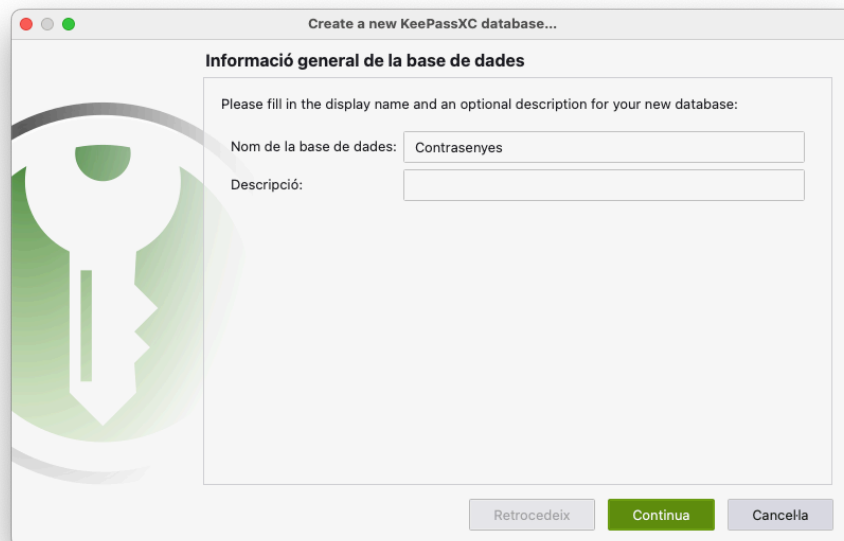 Create a new KeePassXC database...
Informació general de la base de dades
Please fill in the display name and an optional description for your new database:
Nom de la base de dades: Contrasenyes
Descripció:
Retrocedeix Continua Cancel·la